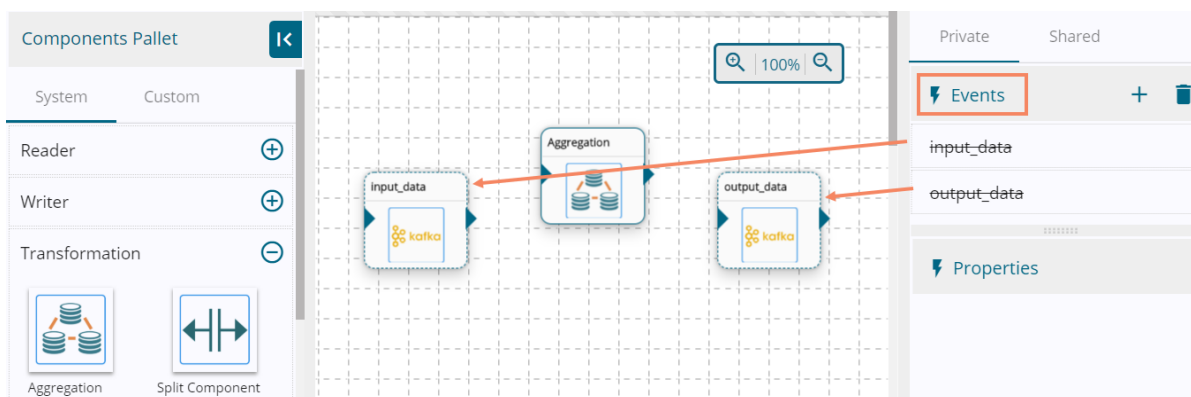 Components Pallet
System Custom
Reader
Writer
Transformation
Aggregation Split Component
100%
Aggregation
input_data
kafka
output_data
kafka
Private Shared
Events
input_data
output_data
Properties